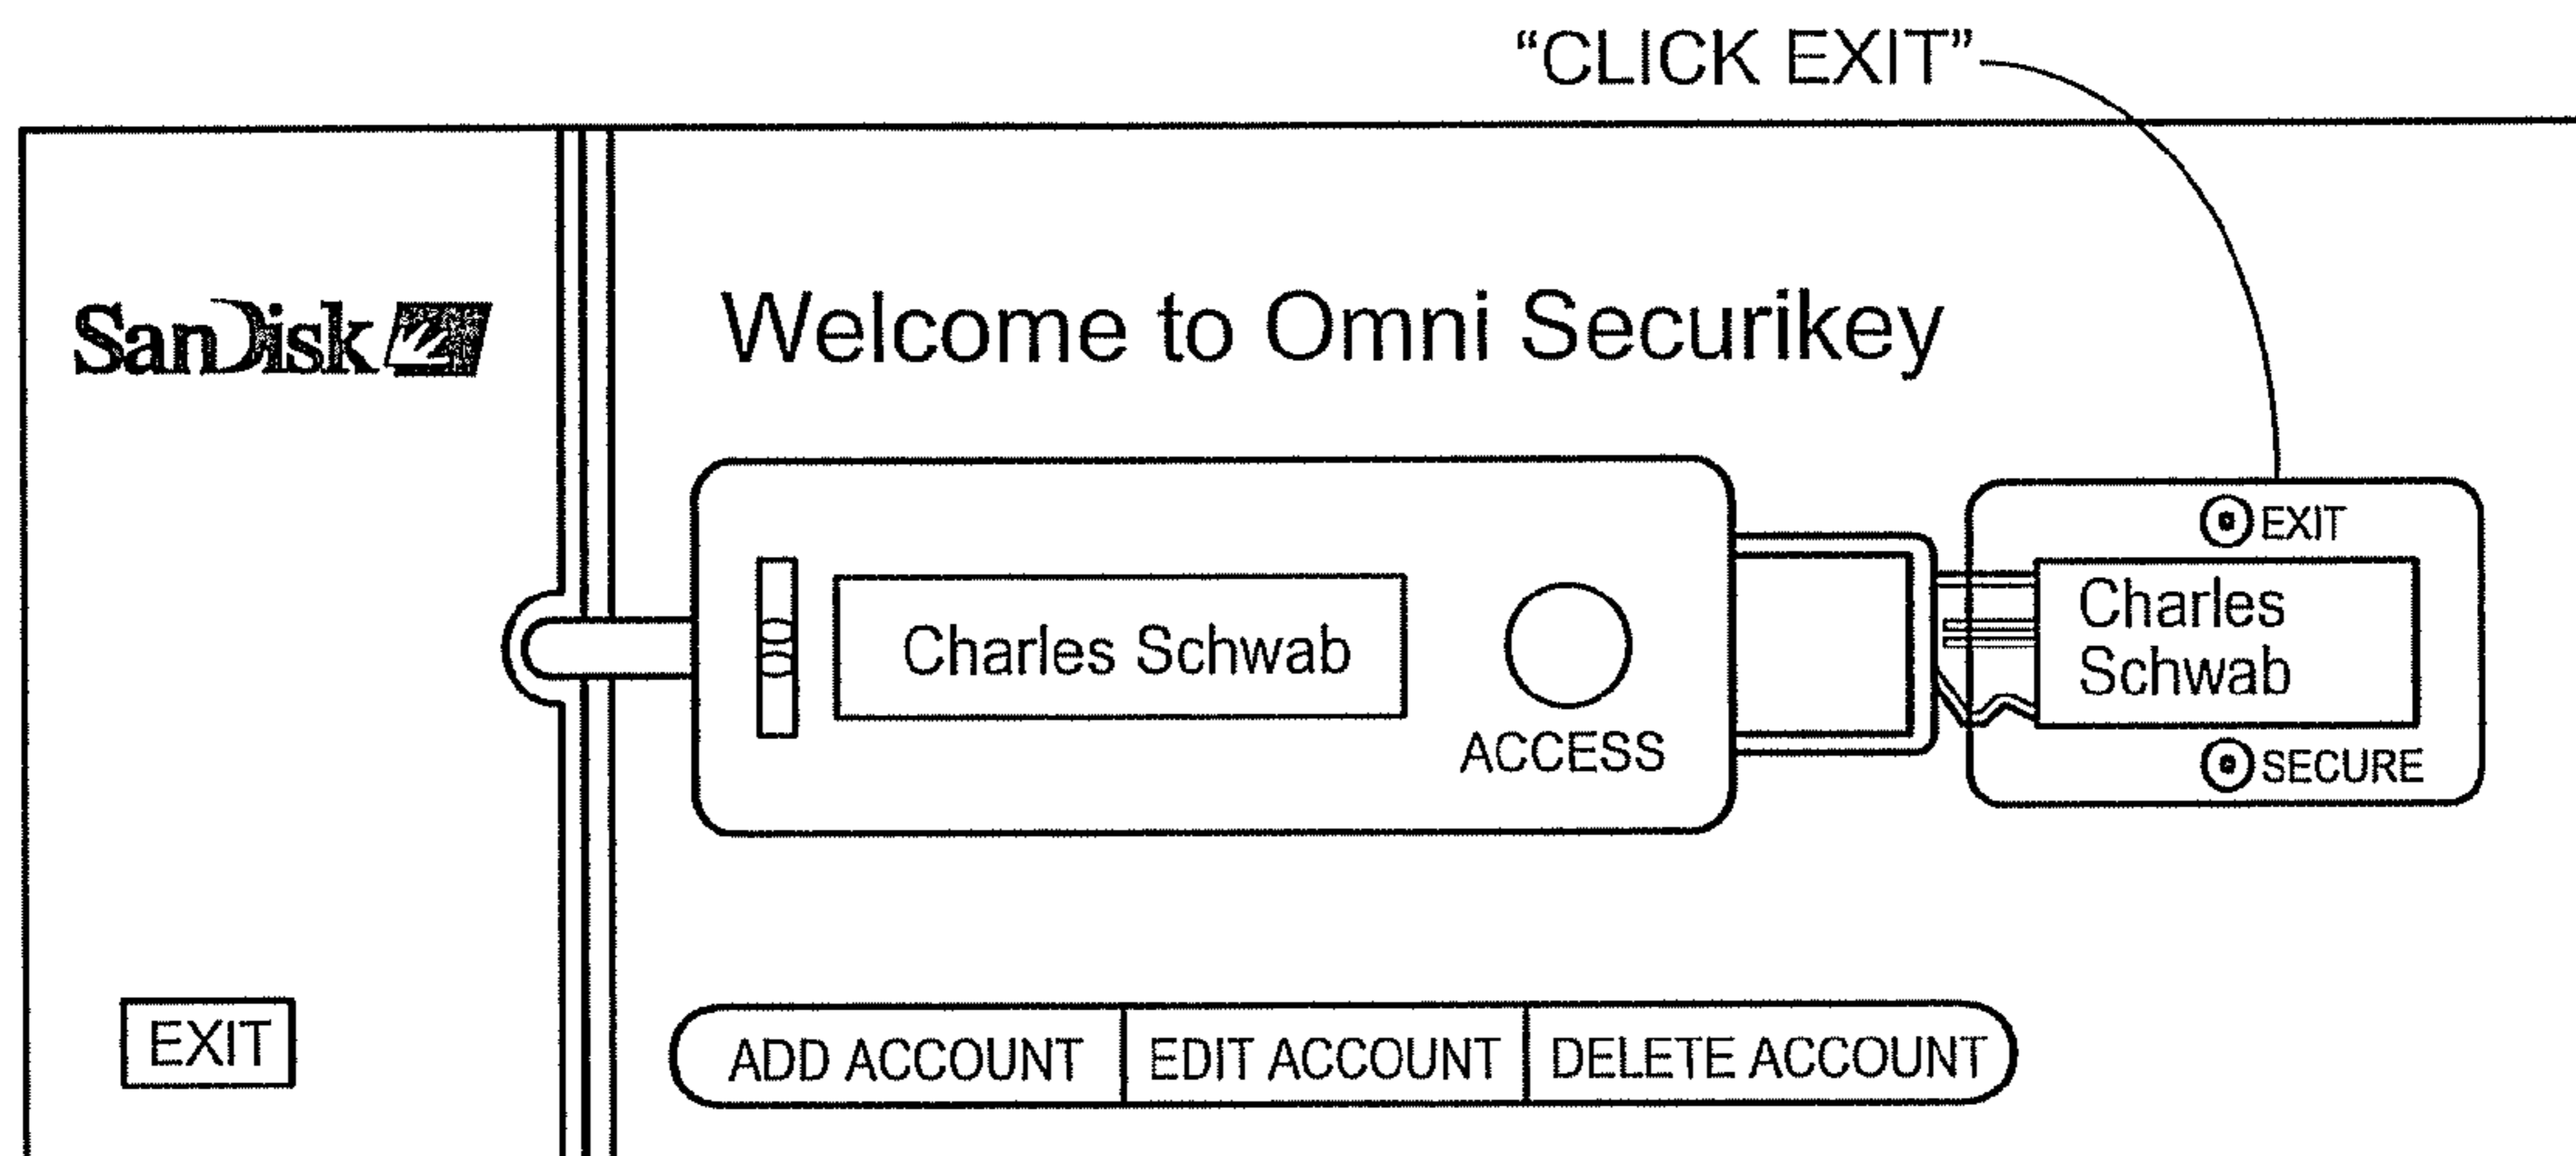 “CLICK EXIT”
SanDisk
Welcome to Omni Securikey
EXIT
Charles Schwab
Charles
Schwab
ACCESS
SECURE
EXIT
ADD ACCOUNT EDIT ACCOUNT DELETE ACCOUNT